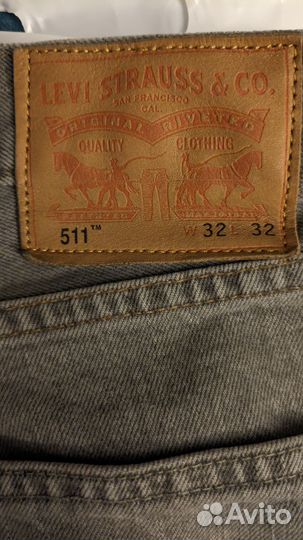 LEVI STRAUSS & CO.
SAN FRANCISCO
CAL.
ORIGINAL RIVETED
QUALITY CLOTHING
511™ W 32 L 32
Avito